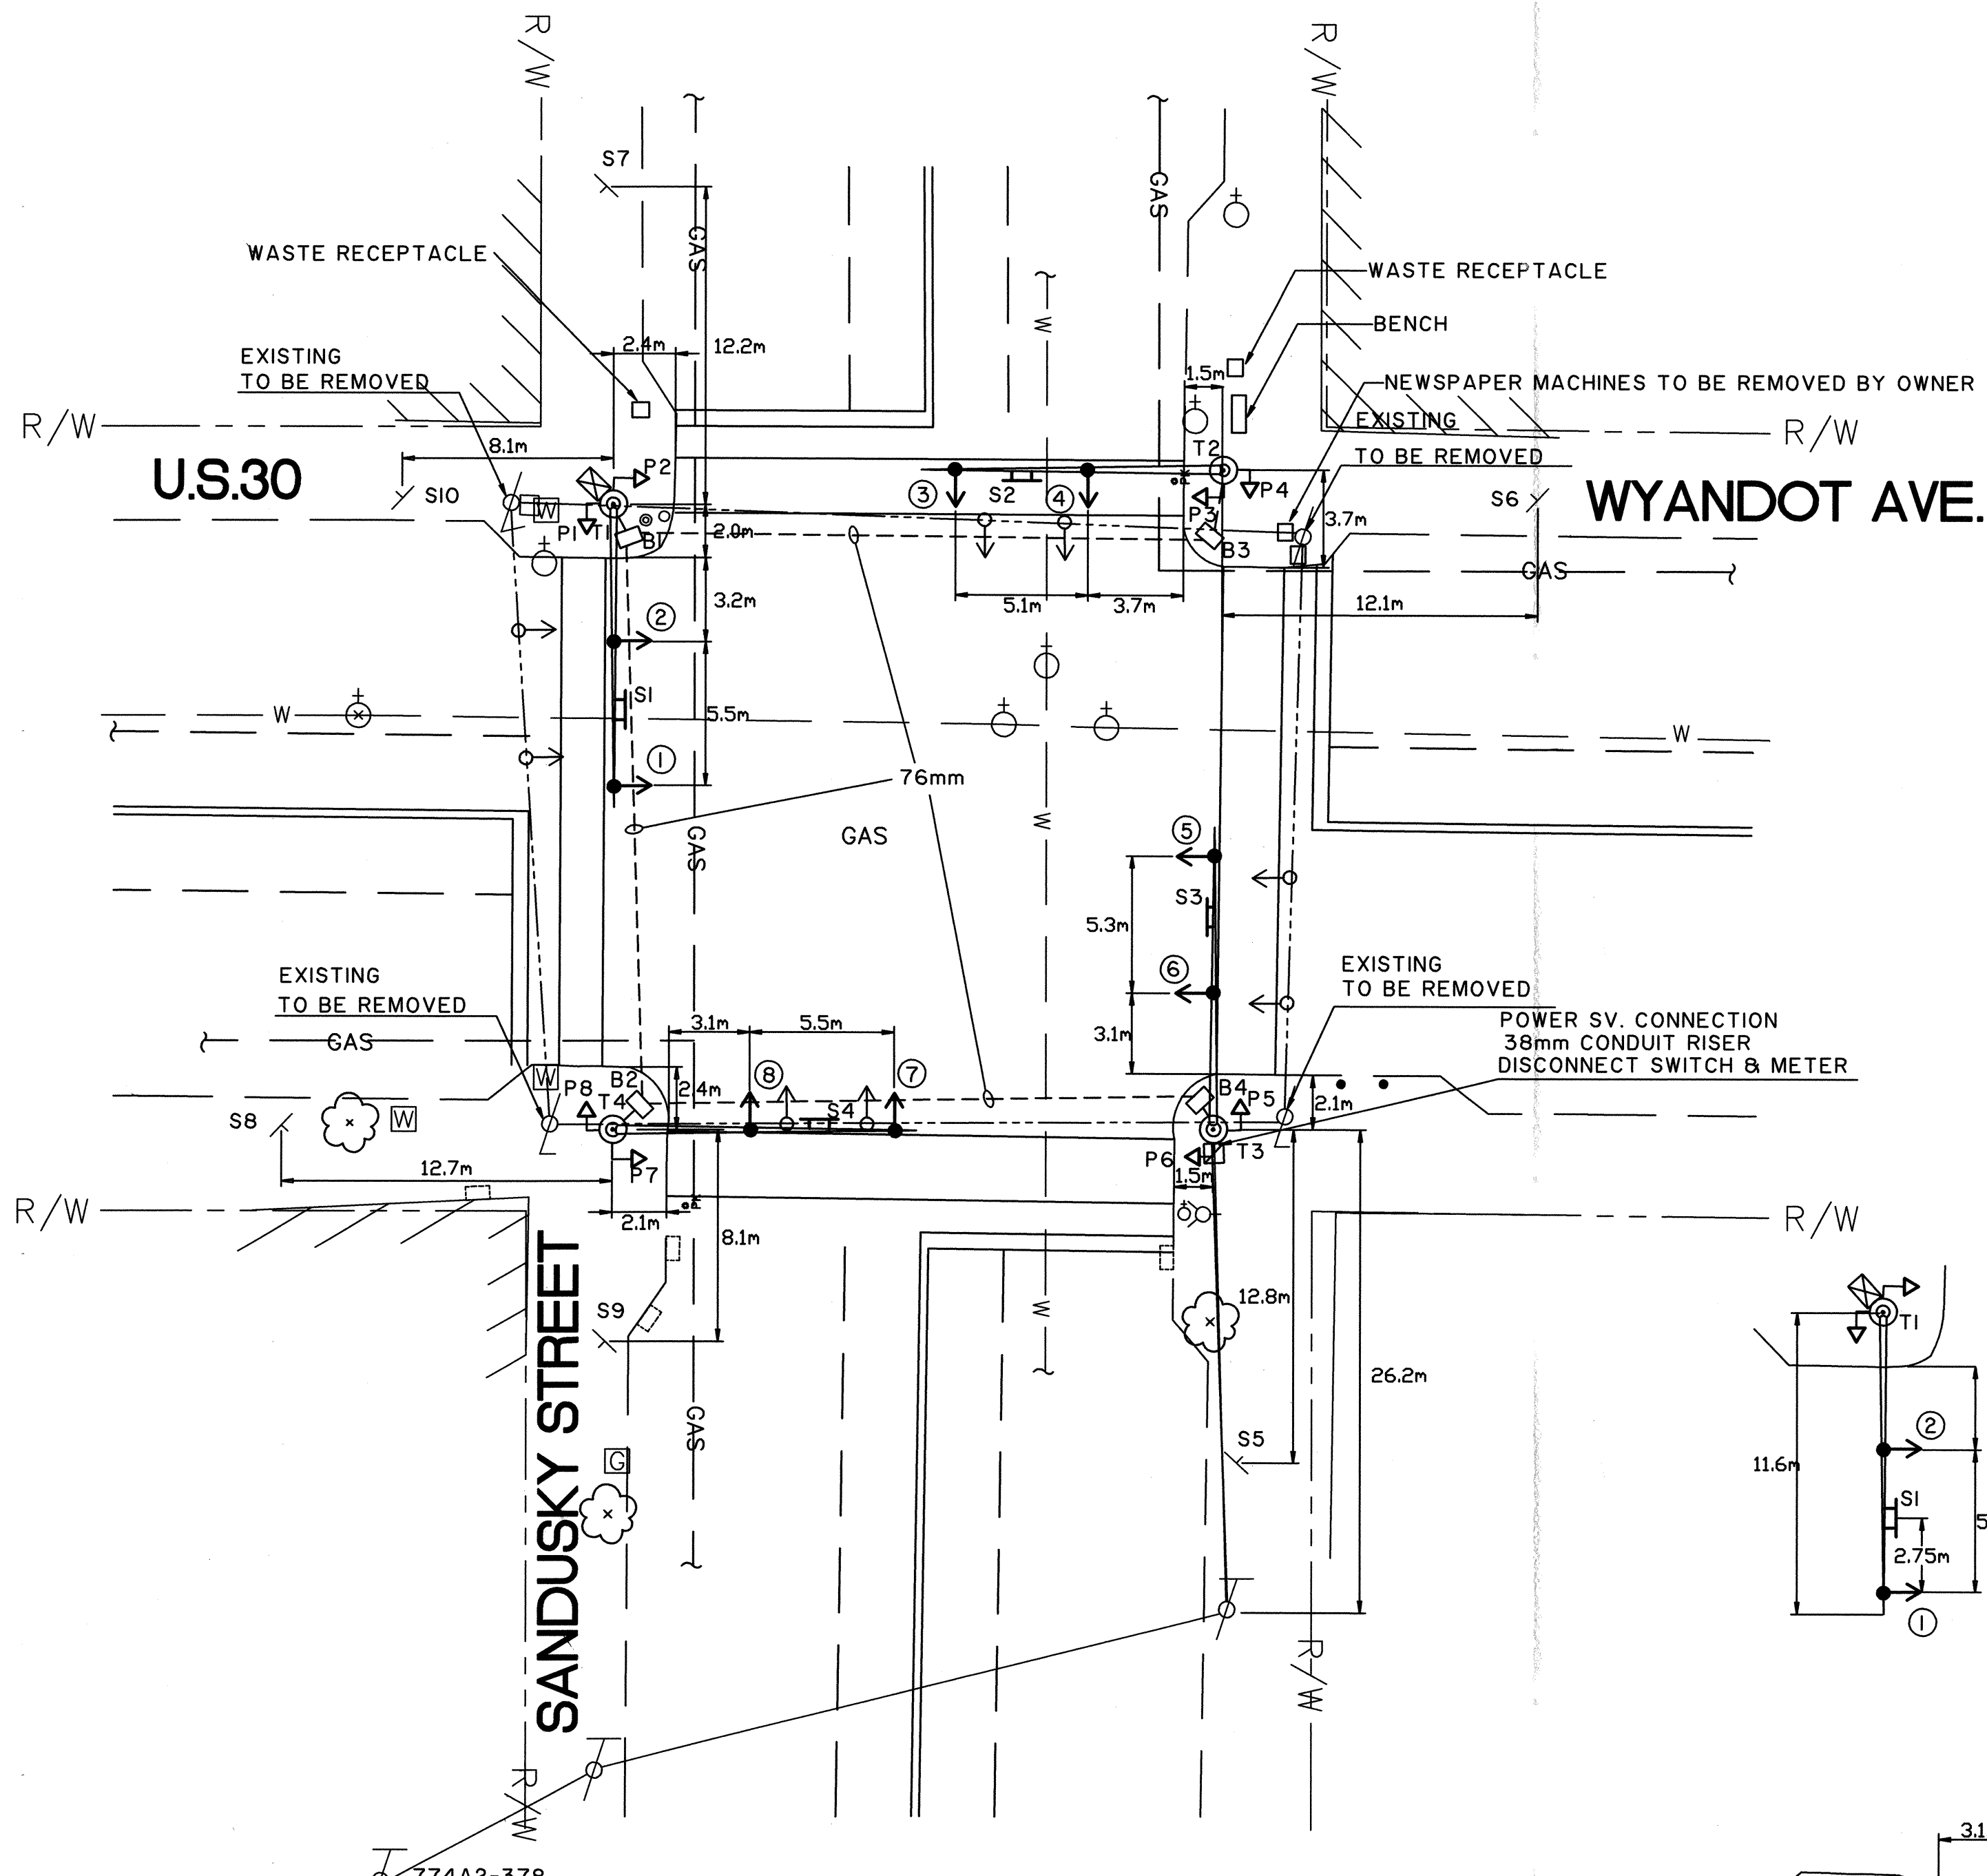 R/W
R/W
S7
GAS
GAS
WASTE RECEPTACLE
WASTE RECEPTACLE
W
BENCH
2.4m
12.2m
EXISTING
TO BE REMOVED
1.5m
NEWSPAPER MACHINES TO BE REMOVED BY OWNER
EXISTING
TO BE REMOVED
R/W
R/W
8.1m
U.S.30
S10
P2
T2
3
S2
4
P4
S6
WYANDOT AVE.
W
P1
T1
B1
2.0m
P3
B3
3.7m
GAS
3.2m
5.1m
3.7m
12.1m
2
S1
W
5.5m
W
1
76mm
W
GAS
GAS
5
S3
5.3m
6
EXISTING
TO BE REMOVED
EXISTING
TO BE REMOVED
POWER SV. CONNECTION
38mm CONDUIT RISER
DISCONNECT SWITCH & METER
GAS
3.1m
5.5m
3.1m
W
P8
B2
T4
2.4m
8
S4
7
B4
P5
2.1m
S8
W
12.7m
P7
P6
T3
1.5m
R/W
R/W
2.1m
8.1m
SANDUSKY STREET
S9
W
12.8m
26.2m
T1
GAS
S5
G
11.6m
2
S1
5
2.75m
1
R/W
R/W
774A2-378
3.1